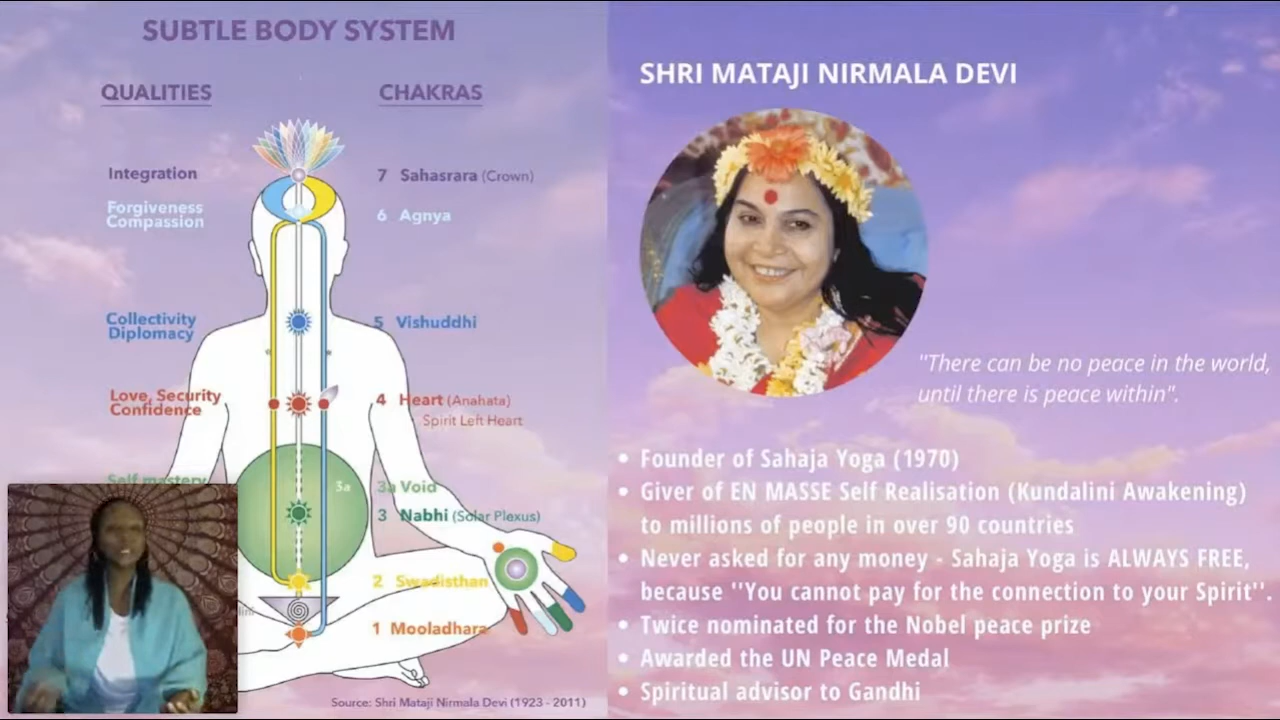 SUBTLE BODY SYSTEM
QUALITIES
CHAKRAS
Integration
7 Sahasrara (Crown)
Forgiveness
Compassion
6 Agnya
Collectivity
Diplomacy
5 Vishuddhi
Love, Security
Confidence
4 Heart (Anahata)
Spirit Left Heart
Self mastery
3a
3a Void
3 Nabhi (Solar Plexus)
2 Swadisthan
1 Mooladhara
Source: Shri Mataji Nirmala Devi (1923 - 2011)
SHRI MATAJI NIRMALA DEVI
"There can be no peace in the world,
until there is peace within".
• Founder of Sahaja Yoga (1970)
• Giver of EN MASSE Self Realisation (Kundalini Awakening)
to millions of people in over 90 countries
• Never asked for any money - Sahaja Yoga is ALWAYS FREE,
because "You cannot pay for the connection to your Spirit".
• Twice nominated for the Nobel peace prize
• Awarded the UN Peace Medal
• Spiritual advisor to Gandhi